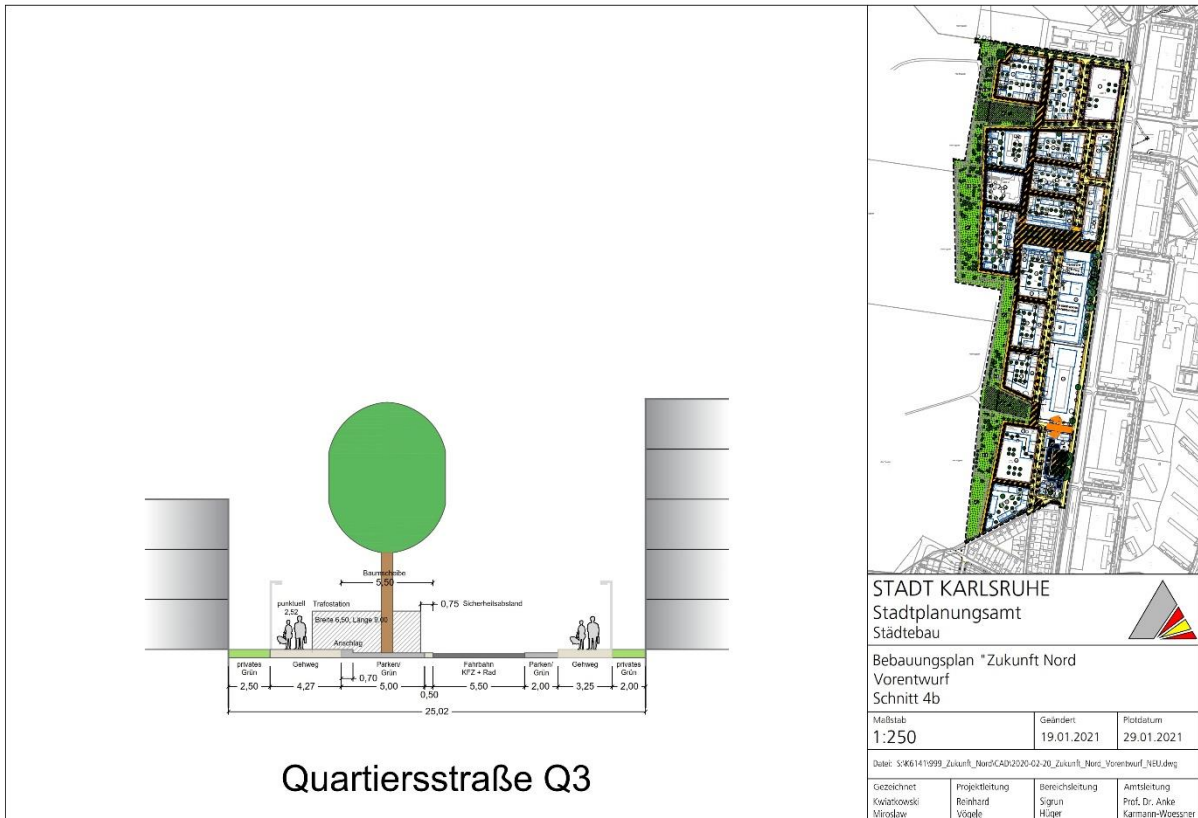 Baumscheibe
5,50
punktuell
2,52
Trafostation
0,75 Sicherheitsabstand
Breite 6,50, Länge 9,00
Anschlag
privates
Grün
Gehweg
Parken/
Grün
Fahrbahn
KFZ + Rad
Parken/
Grün
Gehweg
privates
Grün
2,50
4,27
0,70
5,00
0,50
5,50
2,00
3,25
2,00
25,02
Quartiersstraße Q3
STADT KARLSRUHE
Stadtplanungsamt
Städtebau
Bebauungsplan "Zukunft Nord
Vorentwurf
Schnitt 4b
Maßstab
1:250
Geändert
19.01.2021
Plotdatum
29.01.2021
Datei: S:\K6141\999_Zukunft_Nord\CAD\2020-02-20_Zukunft_Nord_Vorentwurf_NEU.dwg
Gezeichnet
Kwiatkowski
Miroslaw
Projektleitung
Reinhard
Vögele
Bereichsleitung
Sigrun
Hüger
Amtsleitung
Prof. Dr. Anke
Karmann-Woessner